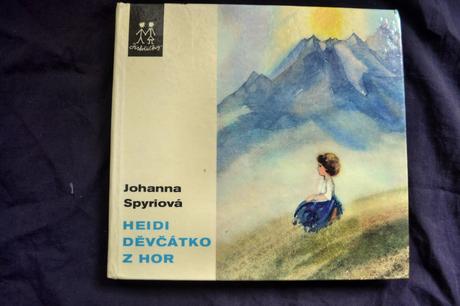 Johanna
Spyriová
HEIDI
DĚVČÁTKO
Z HOR